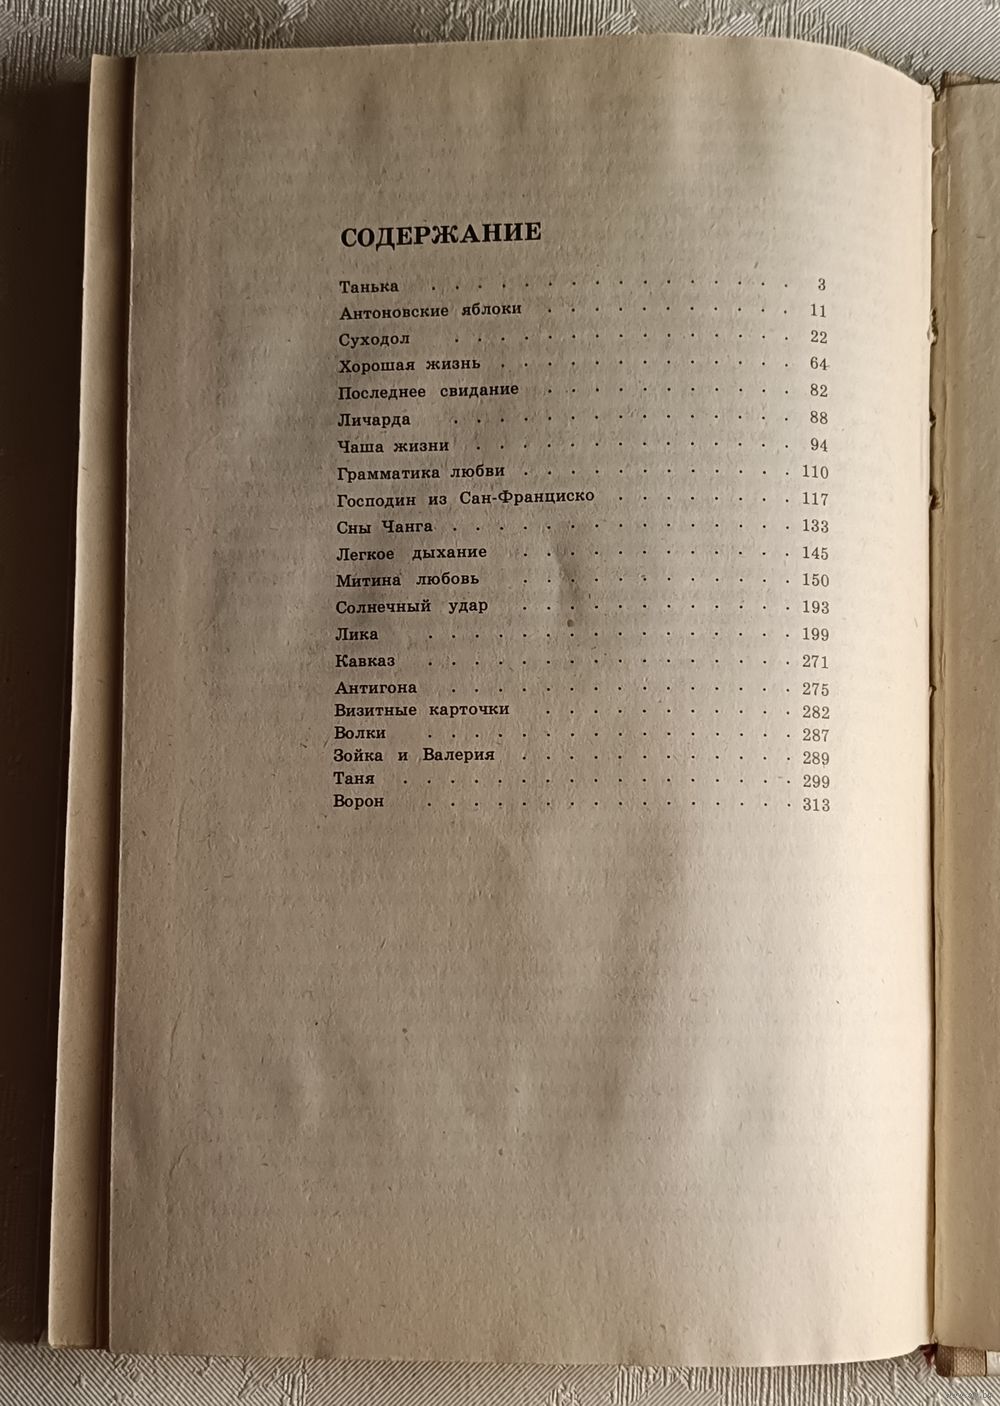 СОДЕРЖАНИЕ
Танька . . . . . . . . . . . . . . . . 3
Антоновские яблоки . . . . . . . . . . . 11
Суходол . . . . . . . . . . . . . . . 22
Хорошая жизнь . . . . . . . . . . . . . 64
Последнее свидание . . . . . . . . . . . 82
Личарда . . . . . . . . . . . . . . . 88
Чаша жизни . . . . . . . . . . . . . . 94
Грамматика любви . . . . . . . . . . . . 110
Господин из Сан-Франциско . . . . . . . . 117
Сны Чанга . . . . . . . . . . . . . . . 133
Легкое дыхание . . . . . . . . . . . . 145
Митина любовь . . . . . . . . . . . . 150
Солнечный удар . . . . . . . . . . . . 193
Лика . . . . . . . . . . . . . . . . 199
Кавказ . . . . . . . . . . . . . . . . 271
Антигона . . . . . . . . . . . . . . . 275
Визитные карточки . . . . . . . . . . . 282
Волки . . . . . . . . . . . . . . . . 287
Зойка и Валерия . . . . . . . . . . . . 289
Таня . . . . . . . . . . . . . . . . . 299
Ворон . . . . . . . . . . . . . . . . 313